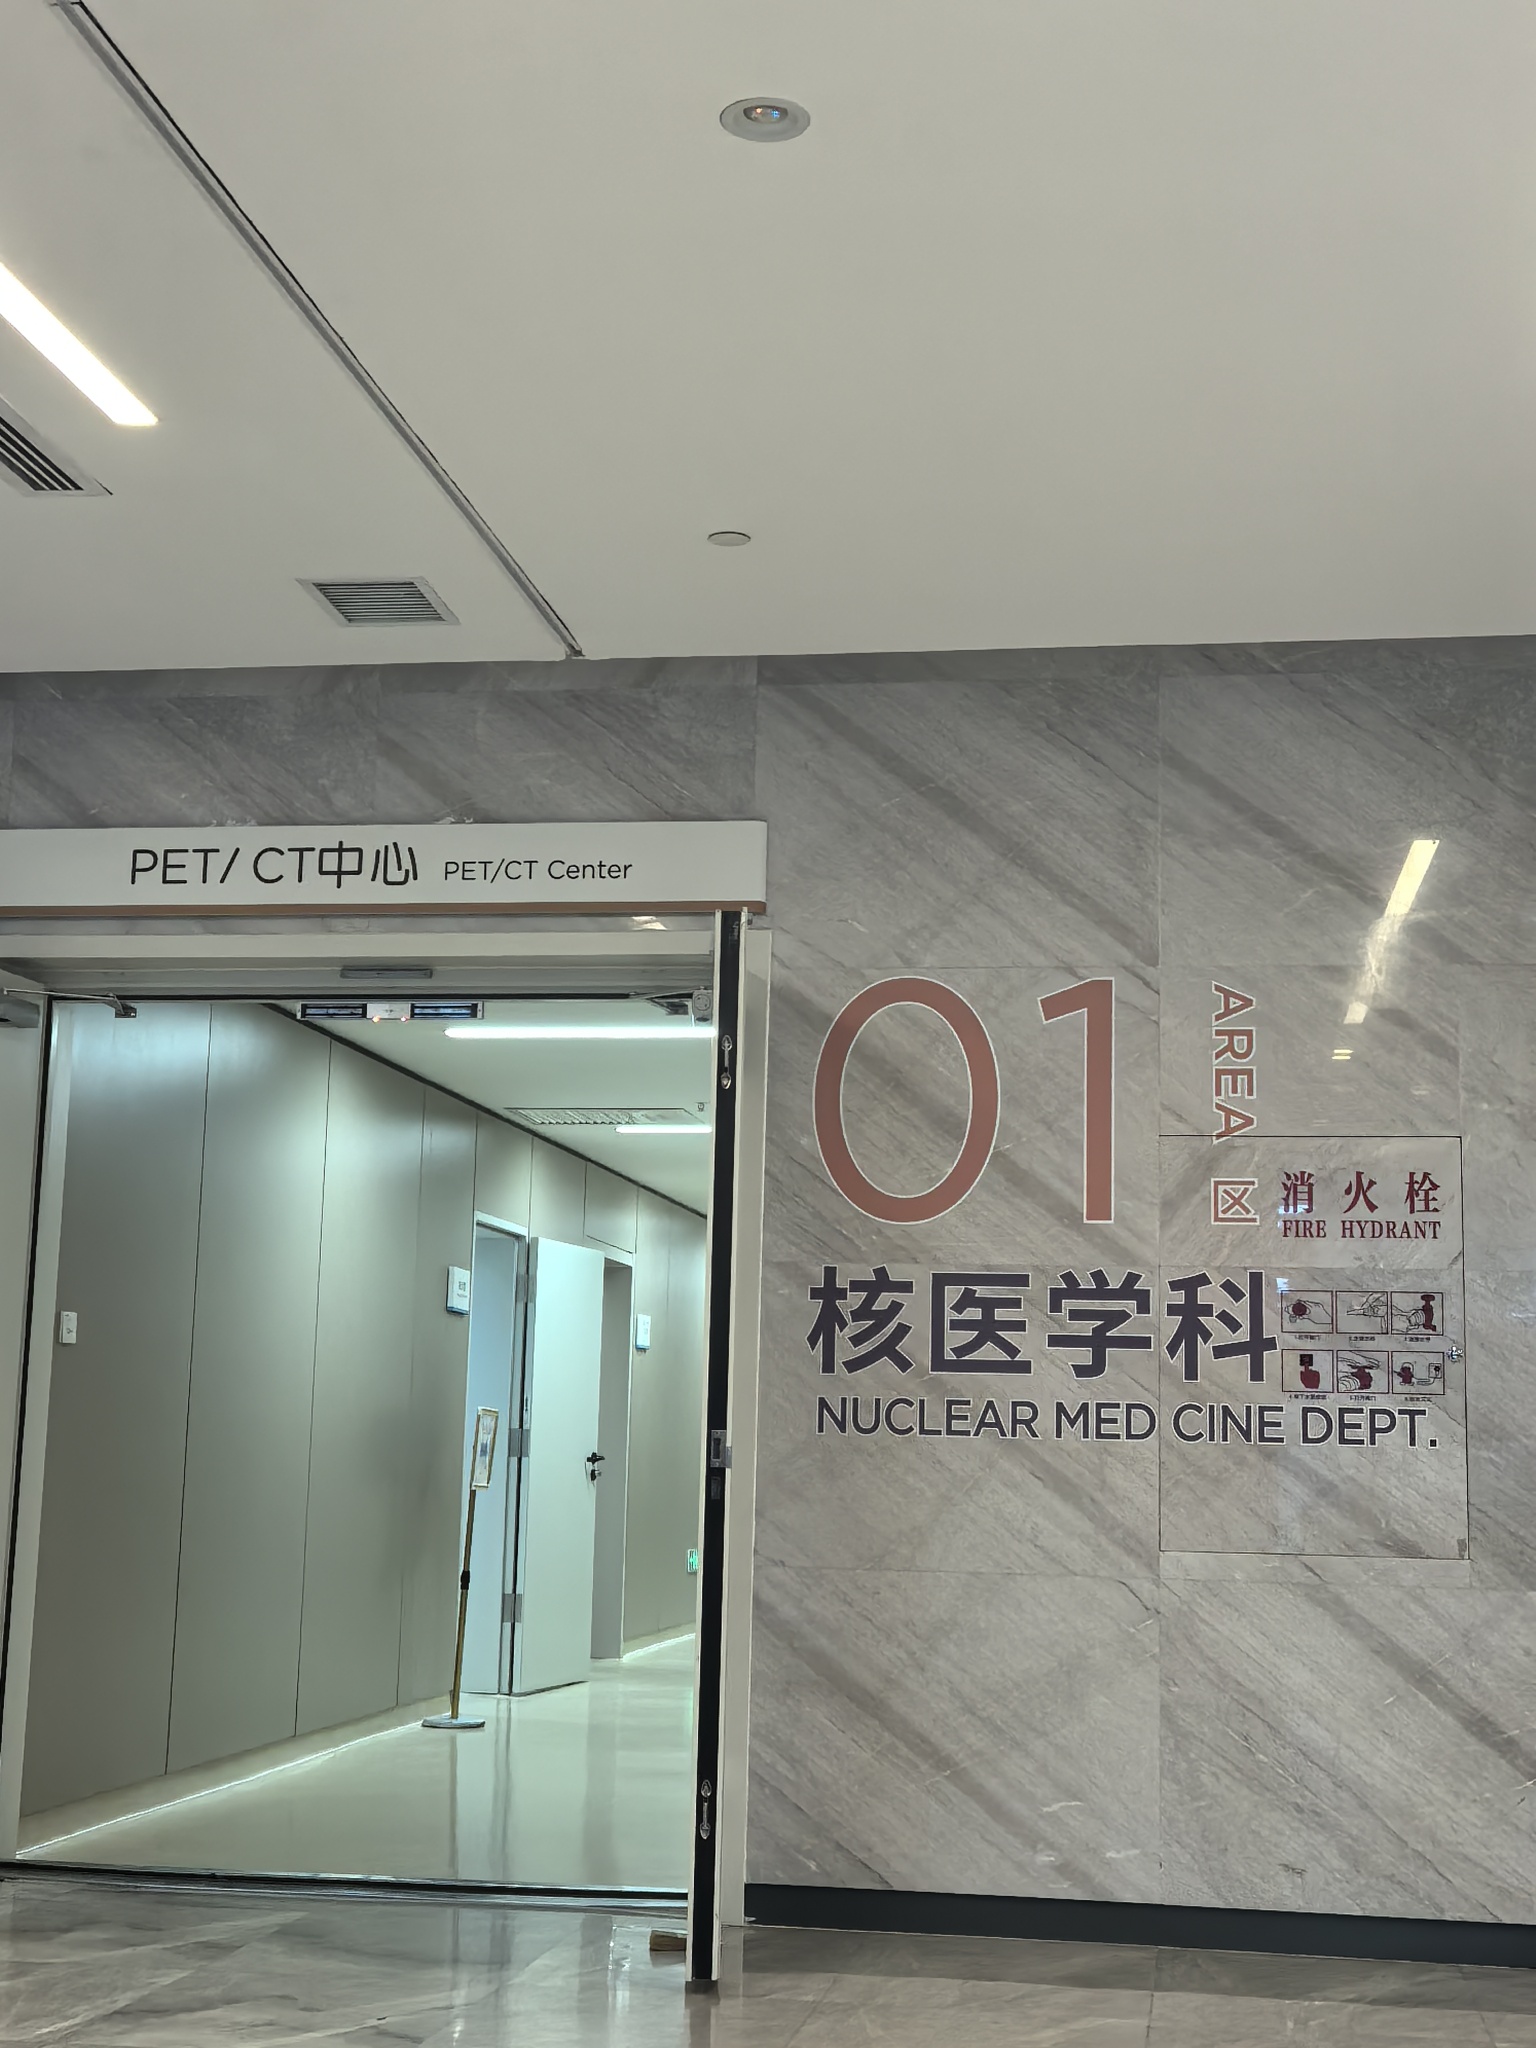 PET/ CT中心 PET/CT Center
01
AREA 区
消火栓
FIRE HYDRANT
核医学科
NUCLEAR MED CINE DEPT.